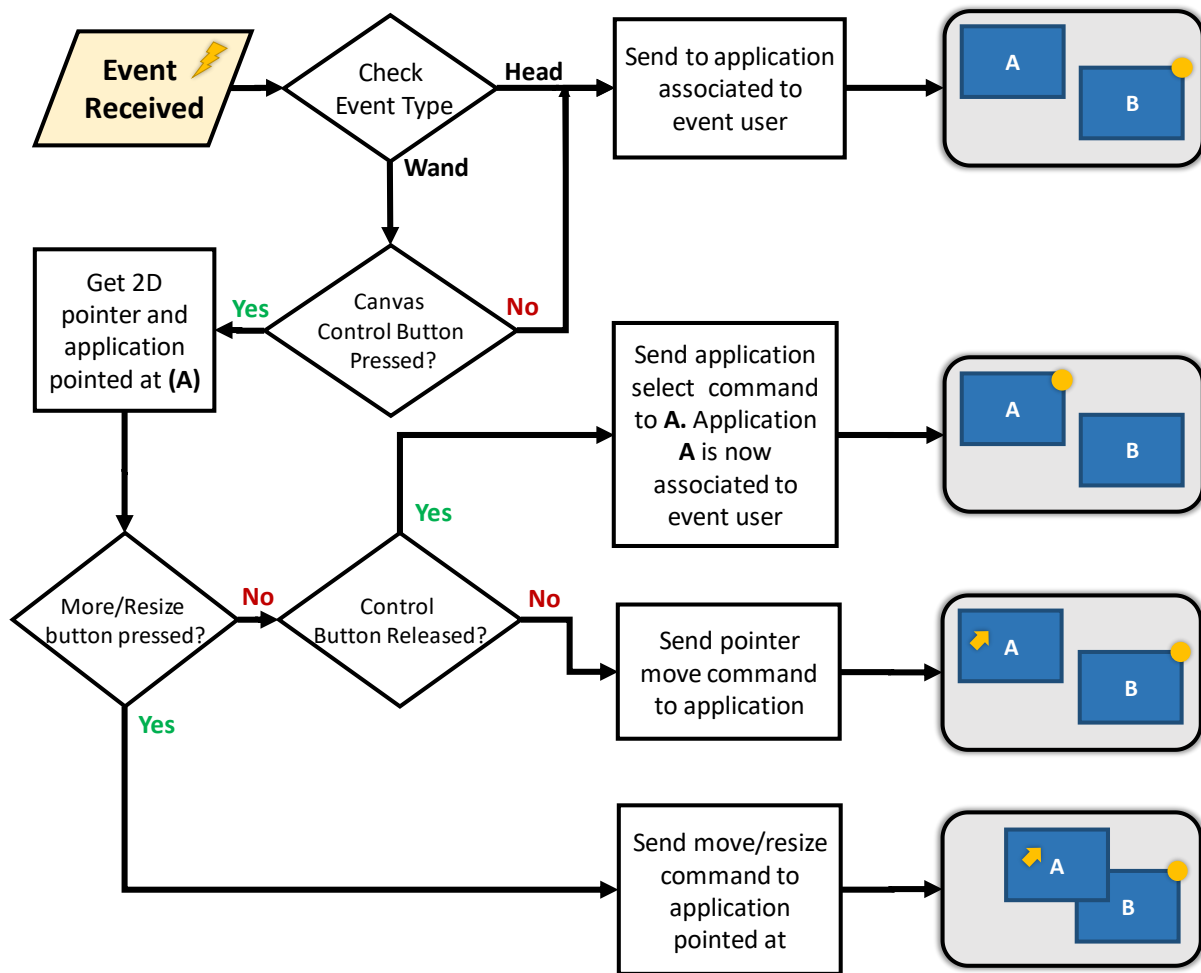 Event
Received
Check
Event Type
Head
Wand
Send to application
associated to
event user
A
B
Get 2D
pointer and
application
pointed at (A)
Yes
Canvas
Control Button
Pressed?
No
Send application
select command
to A. Application
A is now
associated to
event user
A
B
Yes
More/Resize
button pressed?
No
Control
Button Released?
No
Send pointer
move command
to application
A
B
Yes
Send move/resize
command to
application
pointed at
A
B